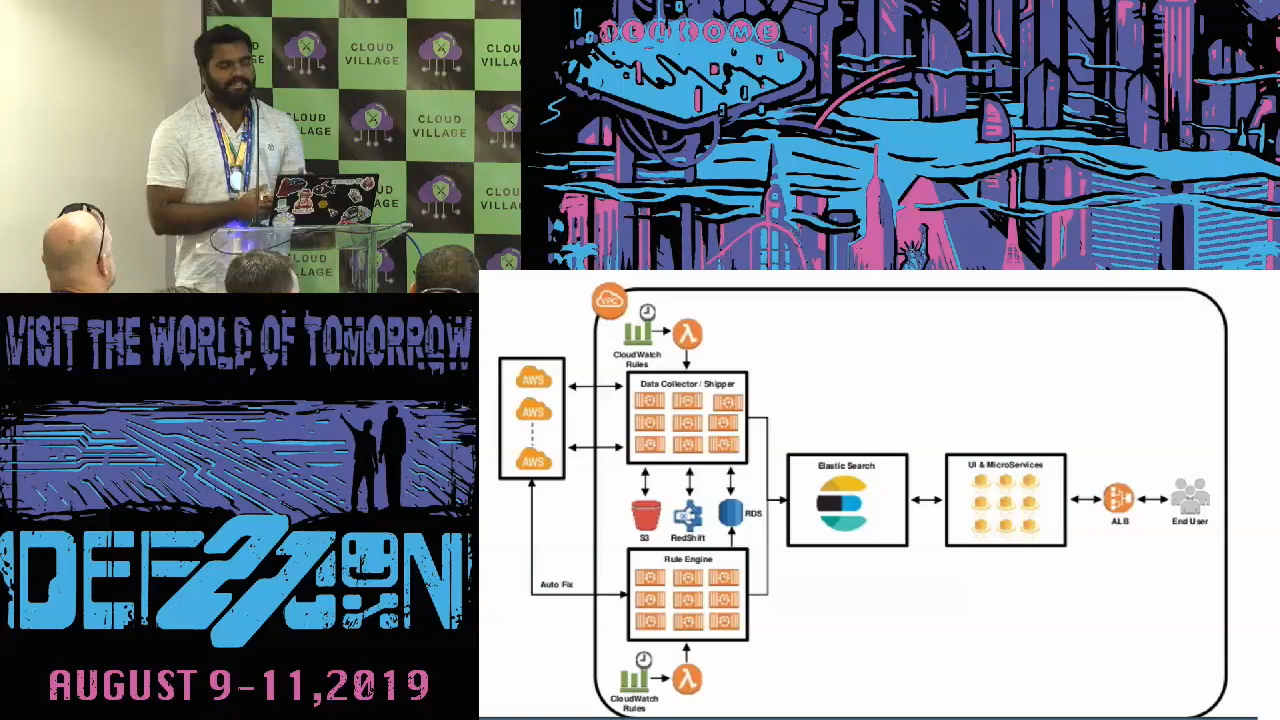 CLOUD
VILLAGE
CLOUD
VILLAGE
CLOUD
VILLAGE
CLOUD
VILLAGE
CLOUD
VILLAGE
CLOUD
VILLAGE
WELCOME
VISIT THE WORLD OF TOMORROW
DEF CON
AUGUST 9-11,2019
VPC
CloudWatch
Rules
λ
AWS
AWS
AWS
Data Collector / Shipper
S3
RedShift
RDS
Rule Engine
Auto Fix
CloudWatch
Rules
λ
Elastic Search
UI & MicroServices
ALB
End User